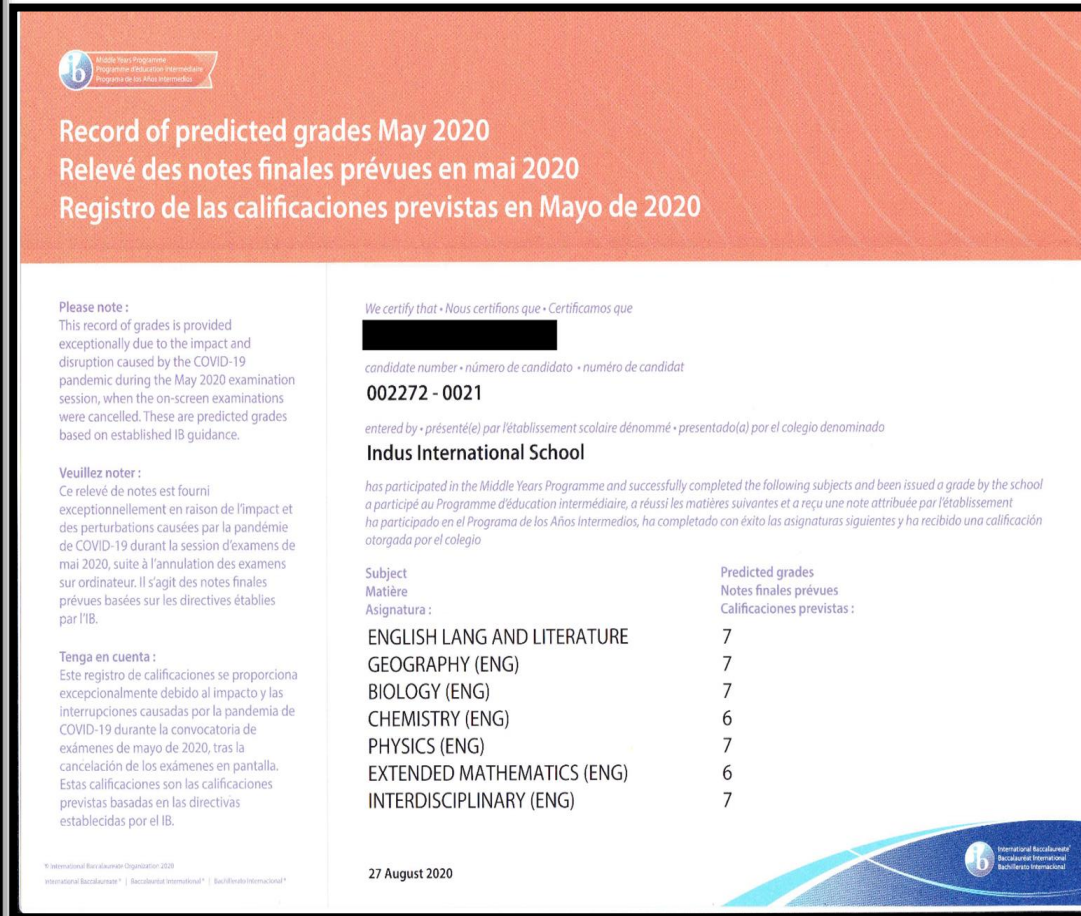 Middle Years Programme
Programme d'éducation intermédiaire
Programa de los Años Intermedios
Record of predicted grades May 2020
Relevé des notes finales prévues en mai 2020
Registro de las calificaciones previstas en Mayo de 2020
Please note :
This record of grades is provided
exceptionally due to the impact and
disruption caused by the COVID-19
pandemic during the May 2020 examination
session, when the on-screen examinations
were cancelled. These are predicted grades
based on established IB guidance.
Veuillez noter :
Ce relevé de notes est fourni
exceptionnellement en raison de l'impact et
des perturbations causées par la pandémie
de COVID-19 durant la session d'examens de
mai 2020, suite à l'annulation des examens
sur ordinateur. Il s'agit des notes finales
prévues basées sur les directives établies
par l'IB.
Tenga en cuenta :
Este registro de calificaciones se proporciona
excepcionalmente debido al impacto y las
interrupciones causadas por la pandemia de
COVID-19 durante la convocatoria de
exámenes de mayo de 2020, tras la
cancelación de los exámenes en pantalla.
Estas calificaciones son las calificaciones
previstas basadas en las directivas
establecidas por el IB.
© International Baccalaureate Organization 2020
International Baccalaureate® | Baccalauréat International® | Bachillerato Internacional®
We certify that • Nous certifions que • Certificamos que
candidate number • número de candidato • numéro de candidat
002272 - 0021
entered by • présenté(e) par l'établissement scolaire dénommé • presentado(a) por el colegio denominado
Indus International School
has participated in the Middle Years Programme and successfully completed the following subjects and been issued a grade by the school
a participé au Programme d'éducation intermédiaire, a réussi les matières suivantes et a reçu une note attribuée par l'établissement
ha participado en el Programa de los Años Intermedios, ha completado con éxito las asignaturas siguientes y ha recibido una calificación
otorgada por el colegio
Subject Predicted grades
Matière Notes finales prévues
Asignatura : Calificaciones previstas :
ENGLISH LANG AND LITERATURE 7
GEOGRAPHY (ENG) 7
BIOLOGY (ENG) 7
CHEMISTRY (ENG) 6
PHYSICS (ENG) 7
EXTENDED MATHEMATICS (ENG) 6
INTERDISCIPLINARY (ENG) 7
27 August 2020
International Baccalaureate®
Baccalauréat International
Bachillerato Internacional